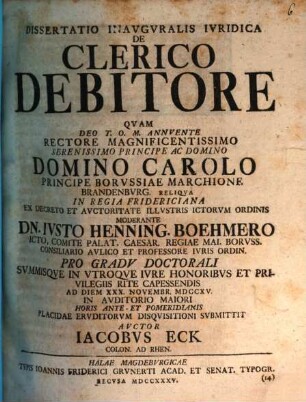 6
DISSERTATIO INAVGVRALIS IVRIDICA
DE
CLERICO
DEBITORE
QVAM
DEO T. O. M. ANNVENTE
RECTORE MAGNIFICENTISSIMO
SERENISSIMO PRINCIPE AC DOMINO
DOMINO CAROLO
PRINCIPE BORVSSIAE MARCHIONE
BRANDENBVRG. RELIQVA
IN REGIA FRIDERICIANA
EX DECRETO ET AVCTORITATE ILLVSTRIS ICTORVM ORDINIS
MODERANTE
DN. IVSTO HENNING. BOEHMERO
ICTO, COMITE PALAT. CAESAR. REGIAE MAI. BORVSS.
CONSILIARIO AVLICO ET PROFESSORE IVRIS ORDIN.
PRO GRADV DOCTORALI
SVMMISQVE IN VTROQVE IVRE HONORIBVS ET PRI-
VILEGIIS RITE CAPESSENDIS
AD DIEM XXX. NOVEMBR. MDCCXV.
IN AVDITORIO MAIORI
HORIS ANTE- ET POMERIDIANIS
PLACIDAE ERVDITORVM DISQVISITIONI SVBMITTIT
AVCTOR
IACOBVS ECK
COLON. AD RHEN.
HALAE MAGDEBVRGICAE
TYPIS IOANNIS FRIDERICI GRVNERTI ACAD. ET SENAT. TYPOGR.
RECVSA MDCCXXXV.
(14)